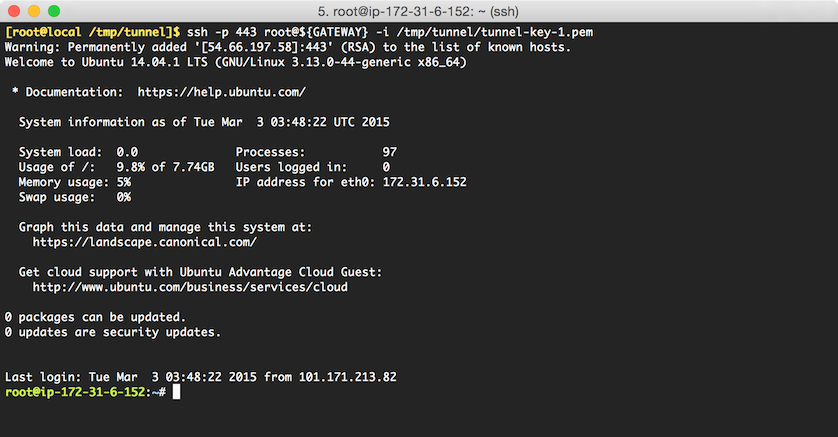 5. root@ip-172-31-6-152: ~ (ssh)
[root@local /tmp/tunnel]$ ssh -p 443 root@${GATEWAY} -i /tmp/tunnel/tunnel-key-1.pem
Warning: Permanently added '[54.66.197.58]:443' (RSA) to the list of known hosts.
Welcome to Ubuntu 14.04.1 LTS (GNU/Linux 3.13.0-44-generic x86_64)

 * Documentation:  https://help.ubuntu.com/

  System information as of Tue Mar  3 03:48:22 UTC 2015

  System load:  0.0               Processes:           97
  Usage of /:   9.8% of 7.74GB    Users logged in:     0
  Memory usage: 5%                IP address for eth0: 172.31.6.152
  Swap usage:   0%

  Graph this data and manage this system at:
    https://landscape.canonical.com/

  Get cloud support with Ubuntu Advantage Cloud Guest:
    http://www.ubuntu.com/business/services/cloud

0 packages can be updated.
0 updates are security updates.


Last login: Tue Mar  3 03:48:22 2015 from 101.171.213.82
root@ip-172-31-6-152:~#